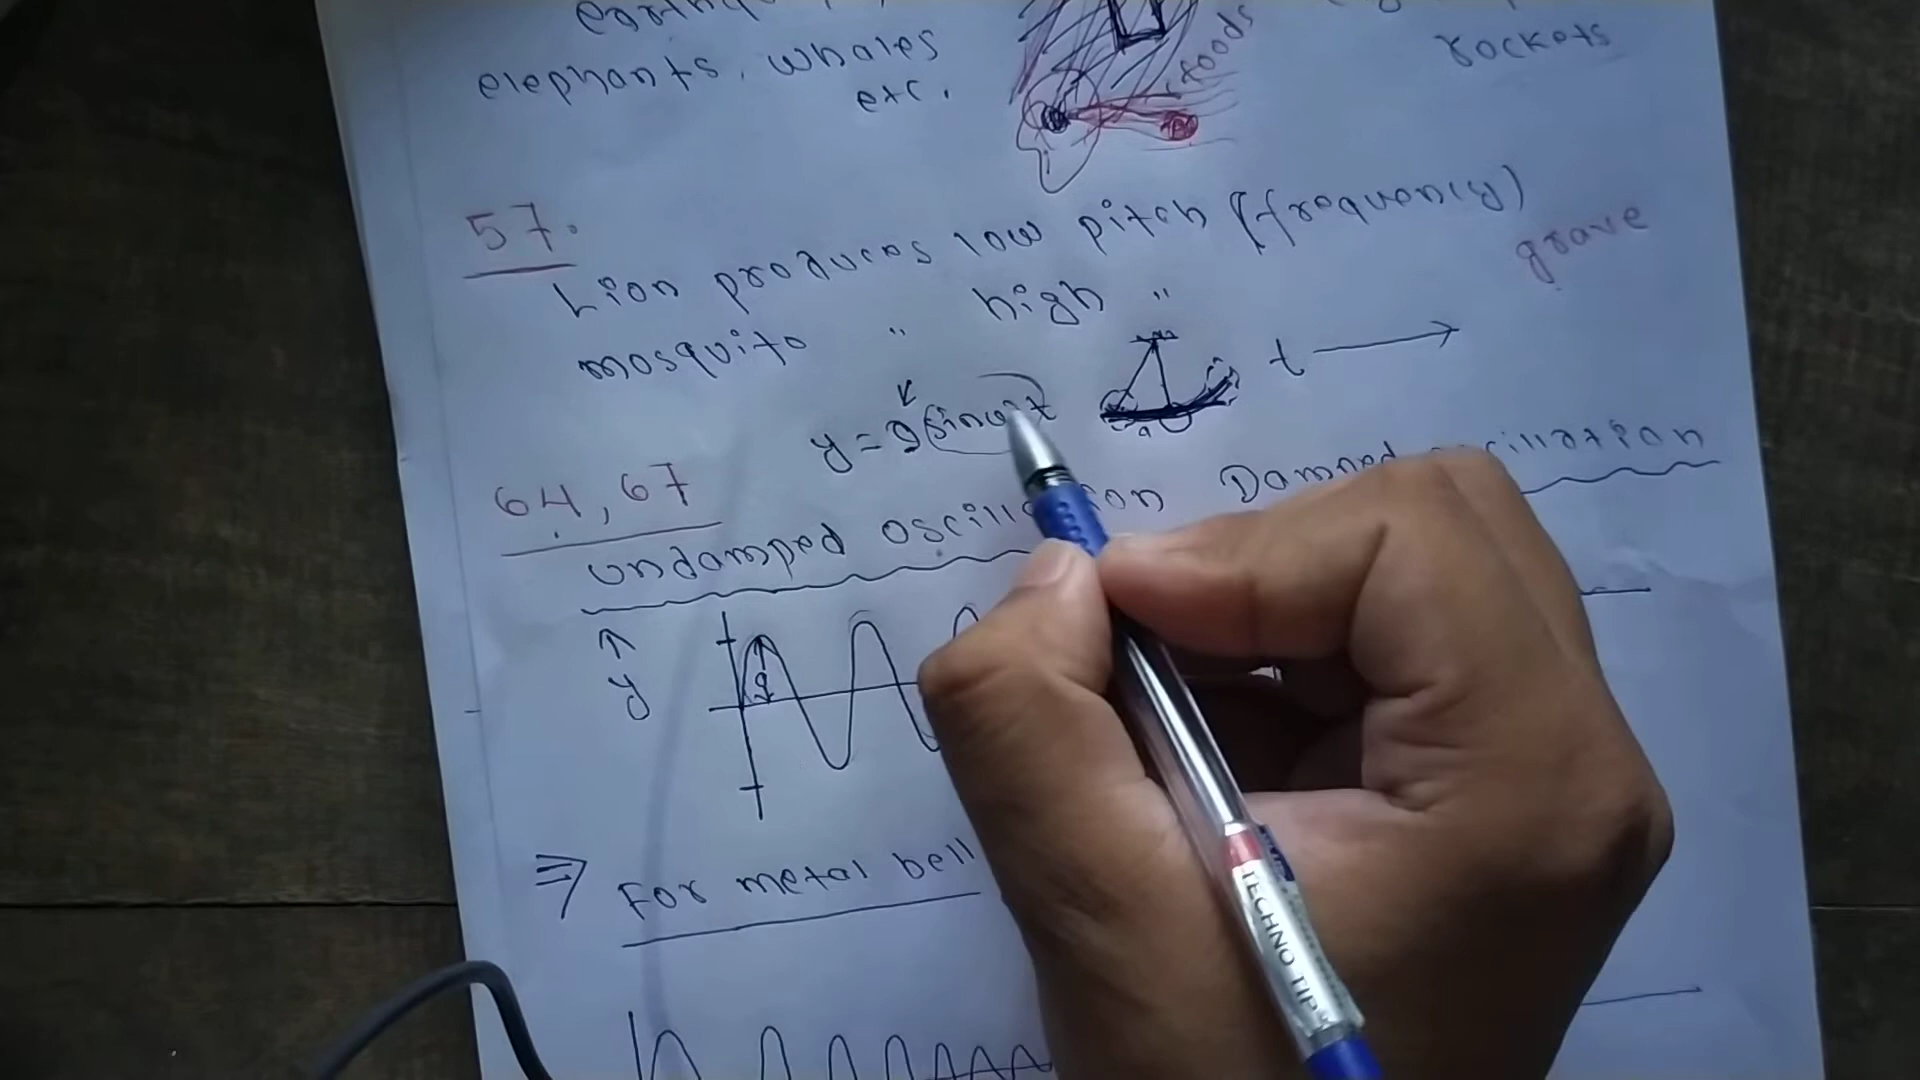 elephants, whales
etc.
foods
rockets
57.
Lion produces low pitch (frequency)
grave
mosquito " high "
t
y = a sinωt
64, 67
undamped oscillation Damped oscillation
y
a
⇒ For metal bell
TECHNO TIP